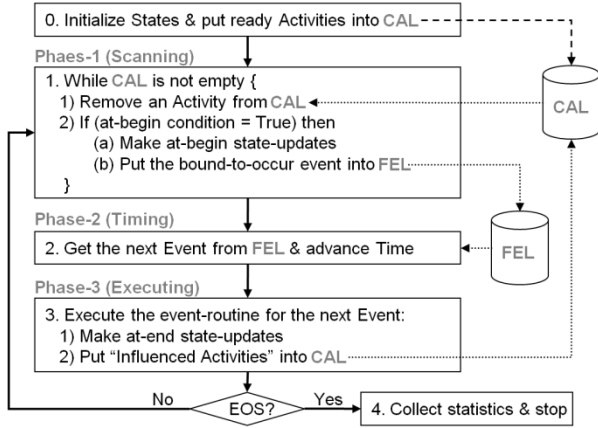 0. Initialize States & put ready Activities into CAL
Phaes-1 (Scanning)
1. While CAL is not empty {
1) Remove an Activity from CAL
2) If (at-begin condition = True) then
(a) Make at-begin state-updates
(b) Put the bound-to-occur event into FEL
}
CAL
Phase-2 (Timing)
2. Get the next Event from FEL & advance Time
FEL
Phase-3 (Executing)
3. Execute the event-routine for the next Event:
1) Make at-end state-updates
2) Put “Influenced Activities” into CAL
No
EOS?
Yes
4. Collect statistics & stop